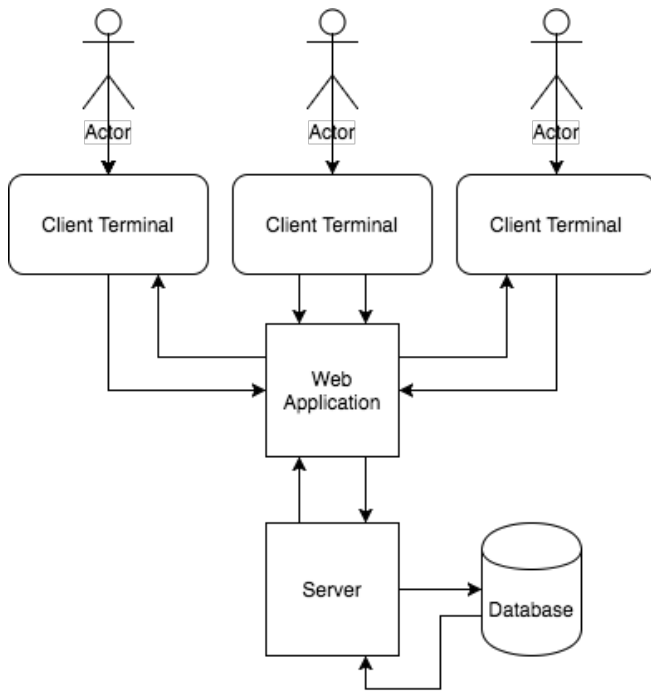 Actor
Actor
Actor
Client Terminal
Client Terminal
Client Terminal
Web
Application
Server
Database